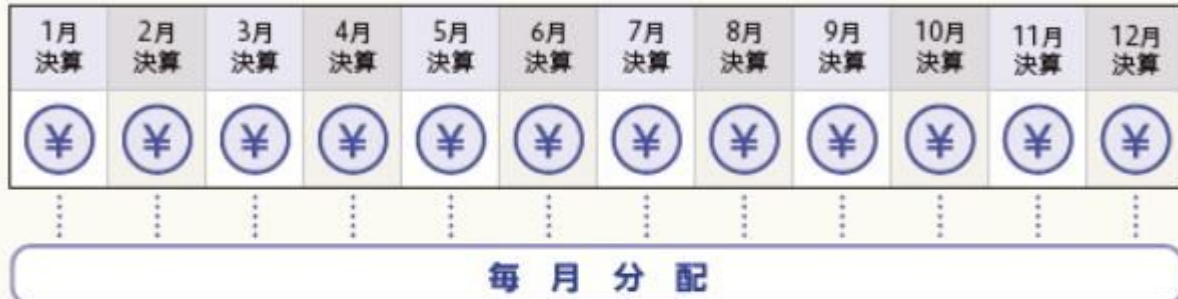 1月 2月 3月 4月 5月 6月 7月 8月 9月 10月 11月 12月
決算 決算 決算 決算 決算 決算 決算 決算 決算 決算 決算 決算
¥ ¥ ¥ ¥ ¥ ¥ ¥ ¥ ¥ ¥ ¥ ¥
毎月分配